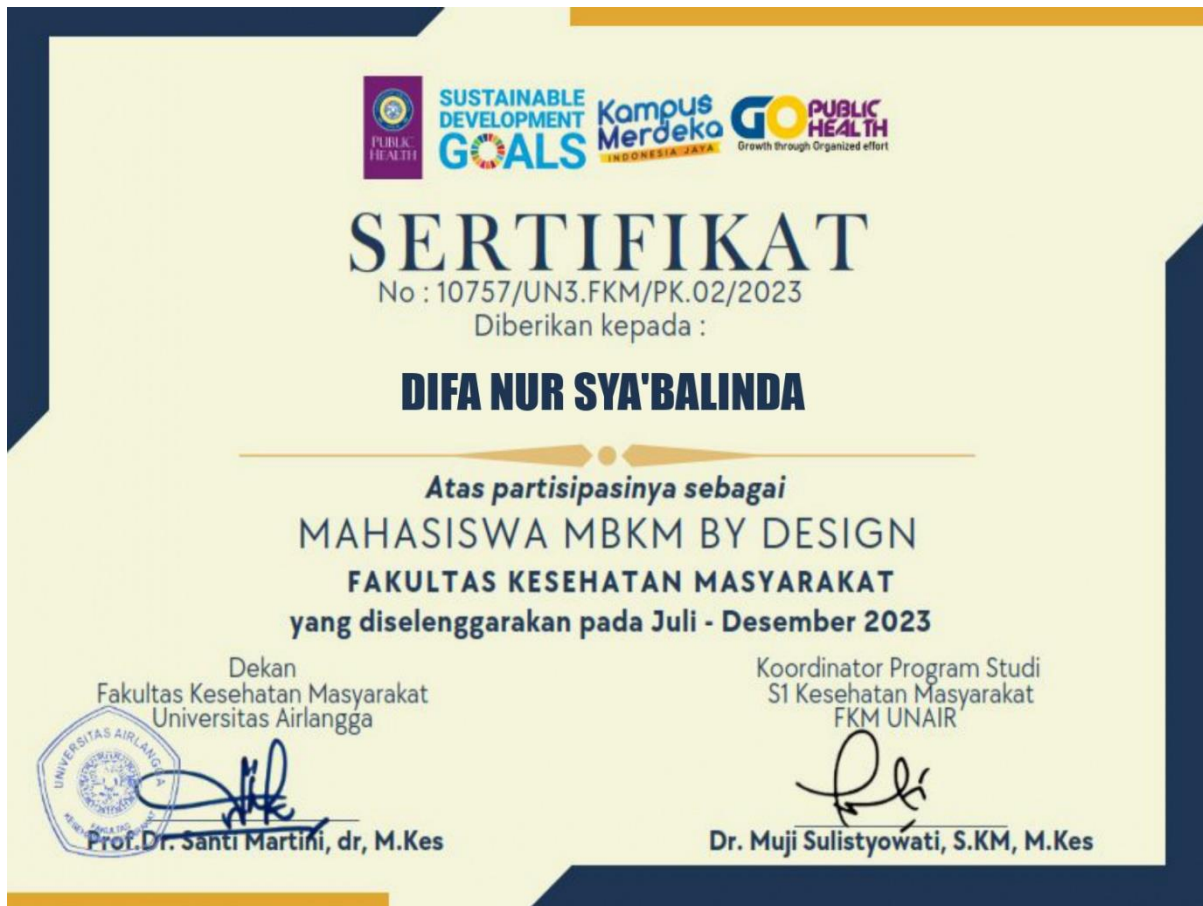 PUBLIC
HEALTH
SUSTAINABLE
DEVELOPMENT
GOALS
Kampus
Merdeka
INDONESIA JAYA
GO PUBLIC
HEALTH
Growth through Organized effort
SERTIFIKAT
No : 10757/UN3.FKM/PK.02/2023
Diberikan kepada :
DIFA NUR SYA'BALINDA
Atas partisipasinya sebagai
MAHASISWA MBKM BY DESIGN
FAKULTAS KESEHATAN MASYARAKAT
yang diselenggarakan pada Juli - Desember 2023
Dekan
Fakultas Kesehatan Masyarakat
Universitas Airlangga
UNIVERSITAS AIRLANGGA
FAKULTAS
Prof.Dr. Santi Martini, dr, M.Kes
Koordinator Program Studi
S1 Kesehatan Masyarakat
FKM UNAIR
Dr. Muji Sulistyowati, S.KM, M.Kes